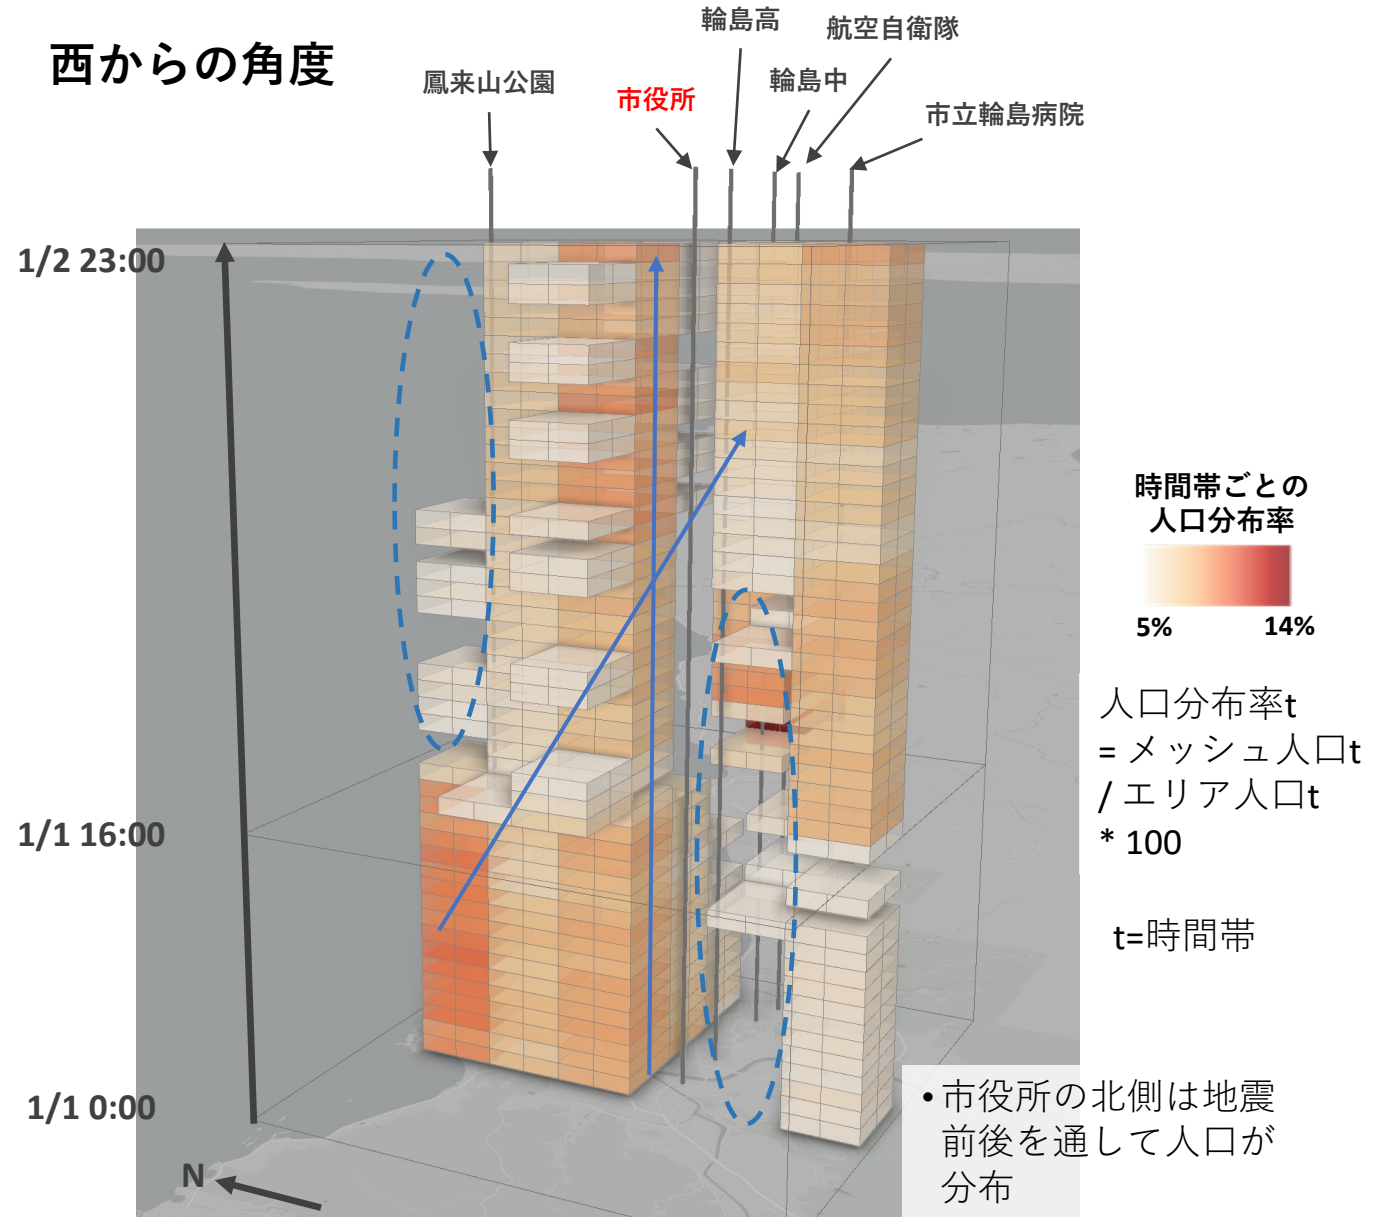 西からの角度
輪島高
航空自衛隊
鳳来山公園
市役所
輪島中
市立輪島病院
1/2 23:00
1/1 16:00
1/1 0:00
N
時間帯ごとの
人口分布率
5%
14%
人口分布率t
= メッシュ人口t
/ エリア人口t
* 100
t=時間帯
•市役所の北側は地震
前後を通して人口が
分布